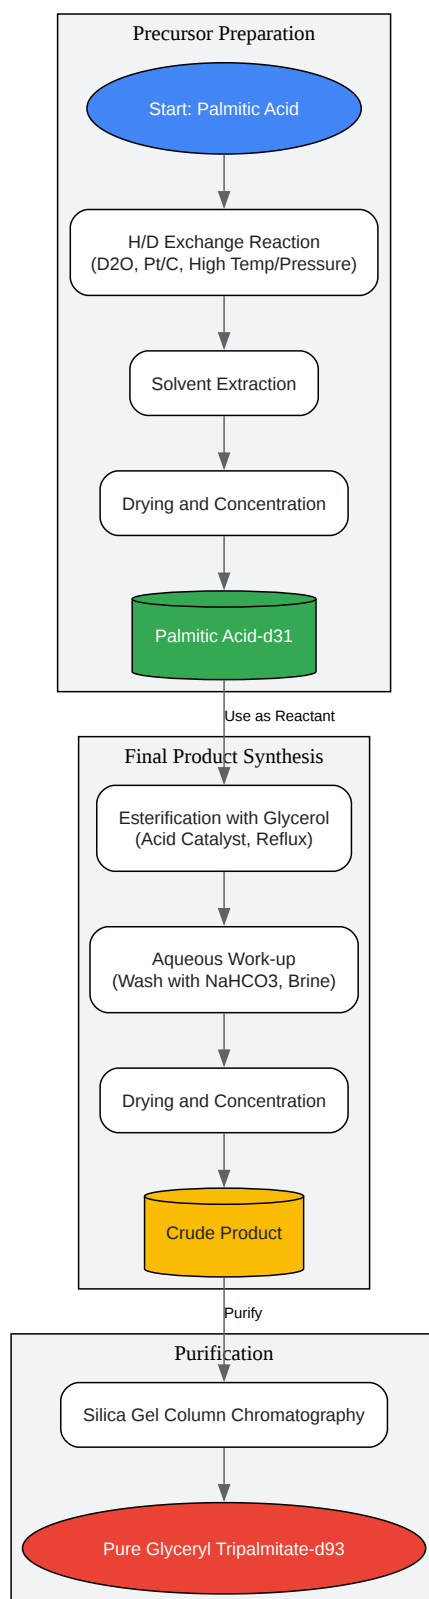 Precursor Preparation
Start: Palmitic Acid
H/D Exchange Reaction
(D2O, Pt/C, High Temp/Pressure)
Solvent Extraction
Drying and Concentration
Palmitic Acid-d31
Use as Reactant
Final Product Synthesis
Esterification with Glycerol
(Acid Catalyst, Reflux)
Aqueous Work-up
(Wash with NaHCO3, Brine)
Drying and Concentration
Crude Product
Purify
Purification
Silica Gel Column Chromatography
Pure Glyceryl Tripalmitate-d93